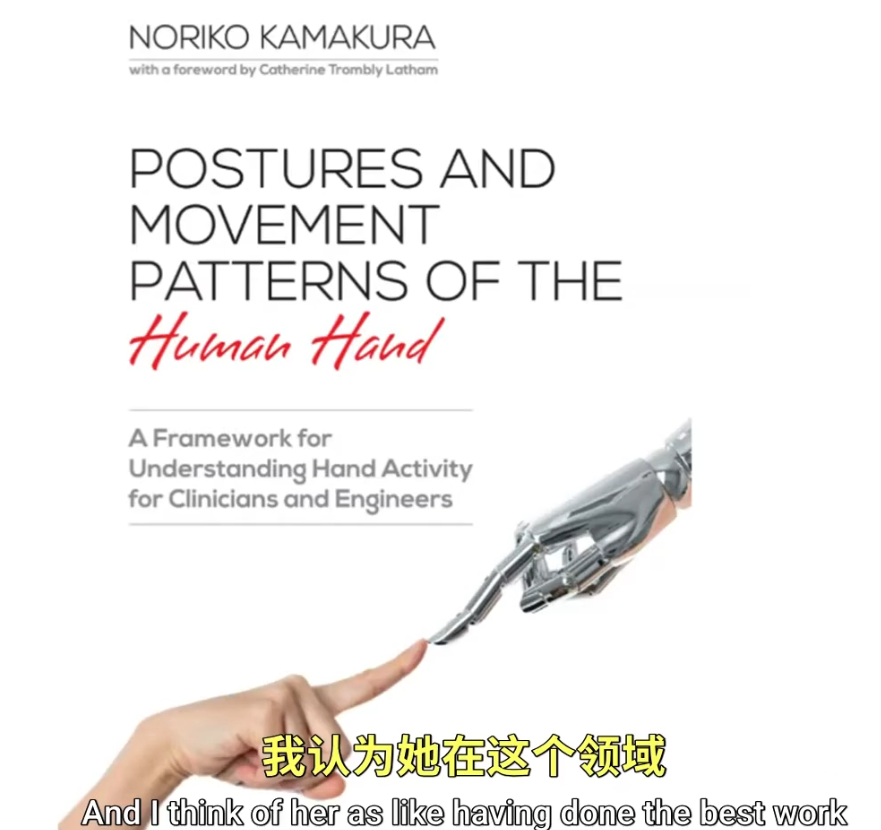 NORIKO KAMAKURA
with a foreword by Catherine Trombly Latham
POSTURES AND
MOVEMENT
PATTERNS OF THE
Human Hand
A Framework for
Understanding Hand Activity
for Clinicians and Engineers
我认为她在这个领域
And I think of her as like having done the best work